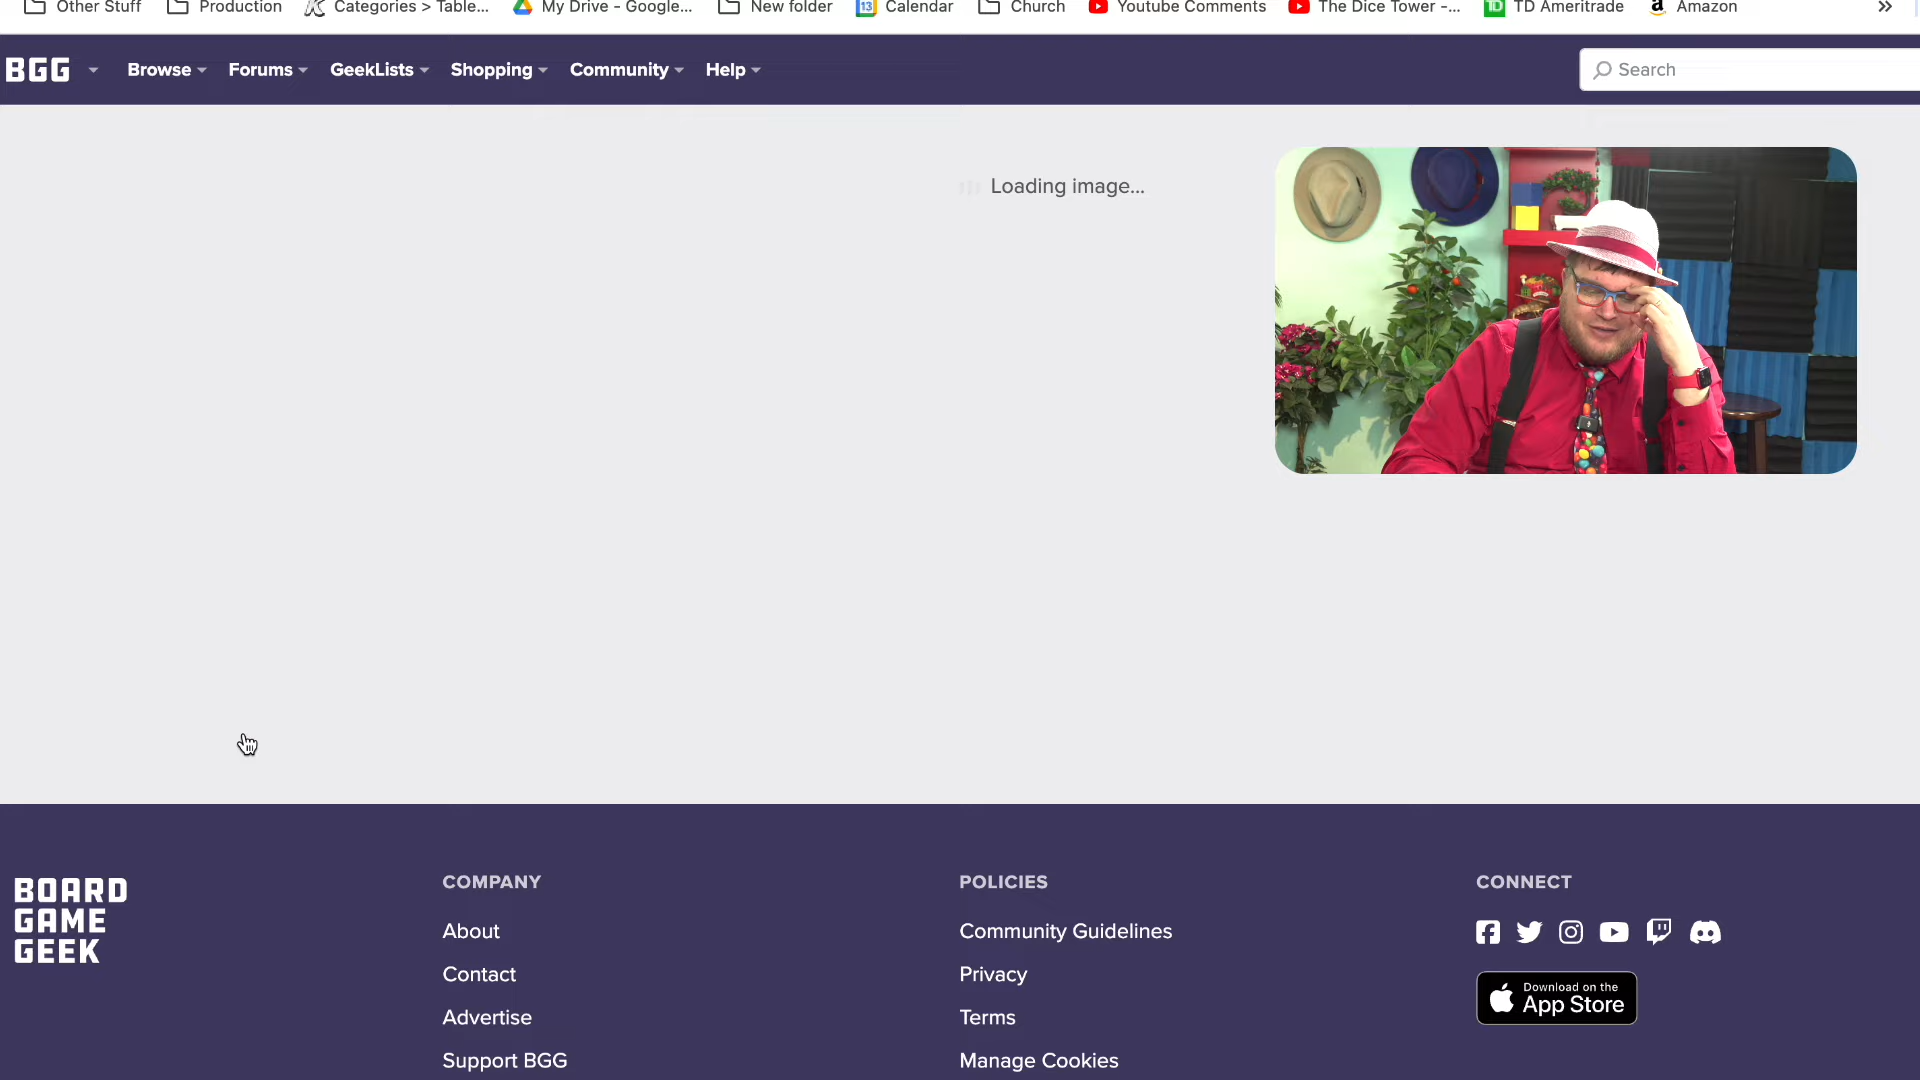 Other Stuff Production Categories > Table... My Drive - Google... New folder 13 Calendar Church Youtube Comments The Dice Tower -... TD TD Ameritrade a Amazon »
BGG Browse Forums GeekLists Shopping Community Help Search
Loading image...
BOARD
GAME
GEEK
COMPANY
About
Contact
Advertise
Support BGG
POLICIES
Community Guidelines
Privacy
Terms
Manage Cookies
CONNECT
Download on the
App Store